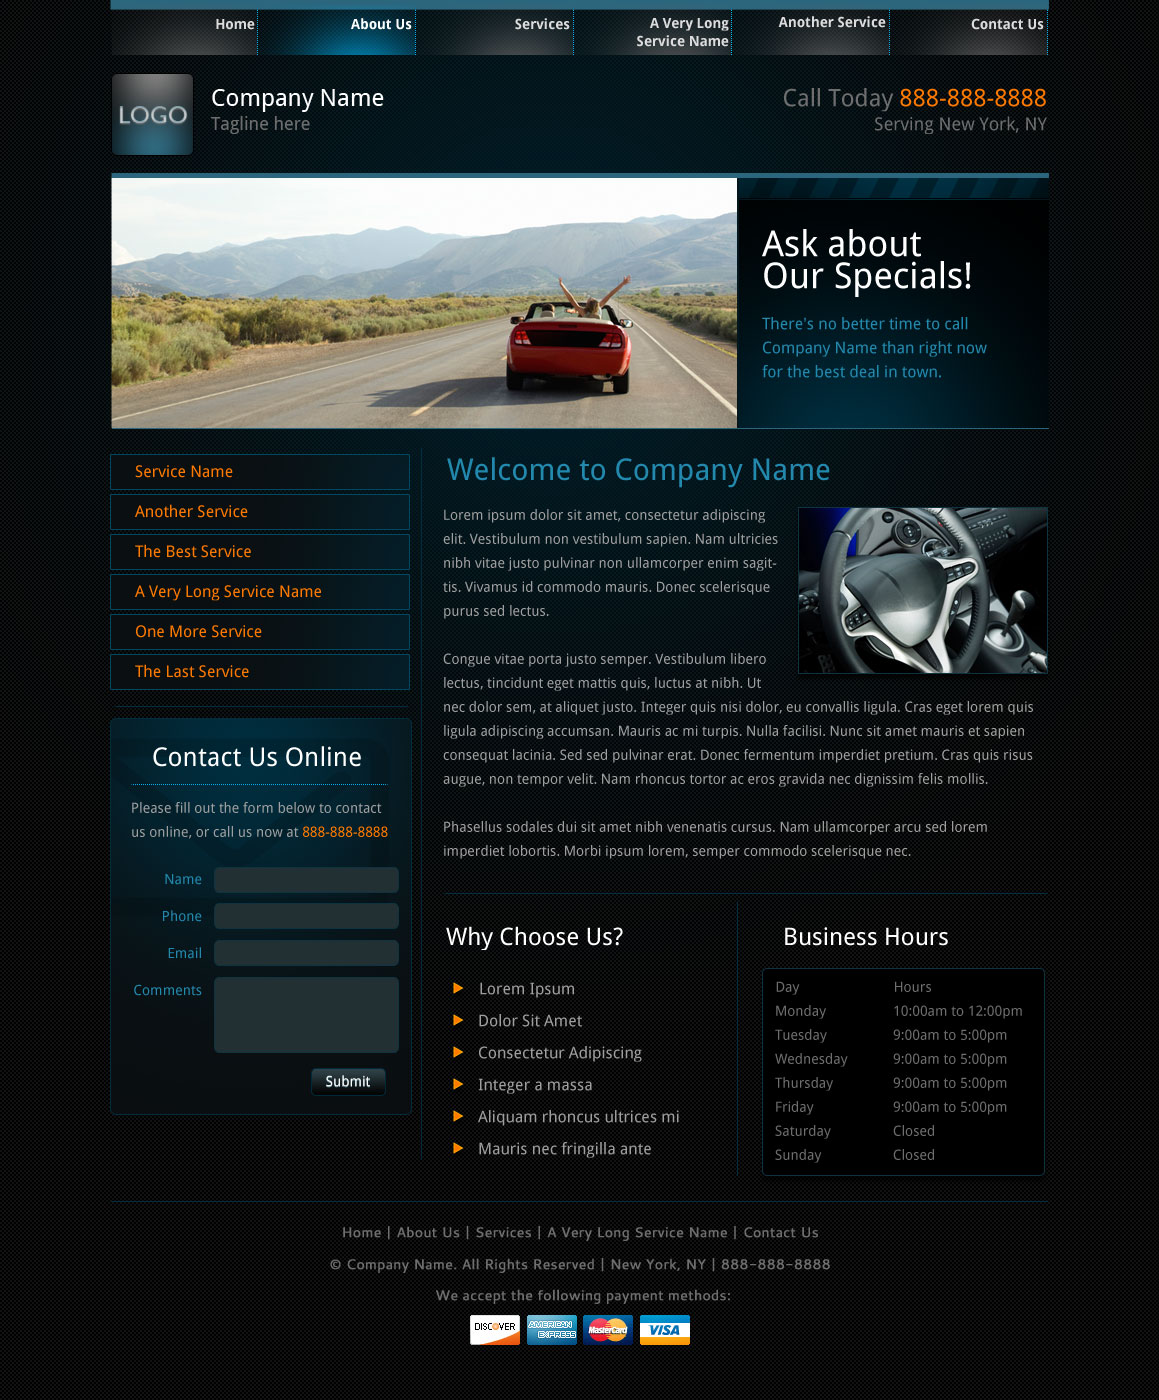 Home
About Us
Services
A Very Long
Service Name
Another Service
Contact Us
LOGO
Company Name
Tagline here
Call Today 888-888-8888
Serving New York, NY
Ask about
Our Specials!
There's no better time to call
Company Name than right now
for the best deal in town.
Service Name
Another Service
The Best Service
A Very Long Service Name
One More Service
The Last Service
Contact Us Online
Please fill out the form below to contact
us online, or call us now at 888-888-8888
Name
Phone
Email
Comments
Submit
Welcome to Company Name
Lorem ipsum dolor sit amet, consectetur adipiscing
elit. Vestibulum non vestibulum sapien. Nam ultricies
nibh vitae justo pulvinar non ullamcorper enim sagit-
tis. Vivamus id commodo mauris. Donec scelerisque
purus sed lectus.
Congue vitae porta justo semper. Vestibulum libero
lectus, tincidunt eget mattis quis, luctus at nibh. Ut
nec dolor sem, at aliquet justo. Integer quis nisi dolor, eu convallis ligula. Cras eget lorem quis
ligula adipiscing accumsan. Mauris ac mi turpis. Nulla facilisi. Nunc sit amet mauris et sapien
consequat lacinia. Sed sed pulvinar erat. Donec fermentum imperdiet pretium. Cras quis risus
augue, non tempor velit. Nam rhoncus tortor ac eros gravida nec dignissim felis mollis.
Phasellus sodales dui sit amet nibh venenatis cursus. Nam ullamcorper arcu sed lorem
imperdiet lobortis. Morbi ipsum lorem, semper commodo scelerisque nec.
Why Choose Us?
Lorem Ipsum
Dolor Sit Amet
Consectetur Adipiscing
Integer a massa
Aliquam rhoncus ultrices mi
Mauris nec fringilla ante
Business Hours
Day Hours
Monday 10:00am to 12:00pm
Tuesday 9:00am to 5:00pm
Wednesday 9:00am to 5:00pm
Thursday 9:00am to 5:00pm
Friday 9:00am to 5:00pm
Saturday Closed
Sunday Closed
Home | About Us | Services | A Very Long Service Name | Contact Us
© Company Name. All Rights Reserved | New York, NY | 888-888-8888
We accept the following payment methods:
DISCOVER
AMERICAN
EXPRESS
MasterCard
VISA